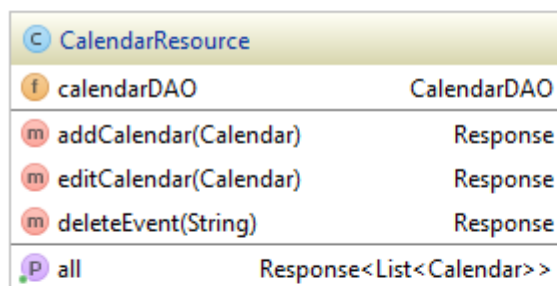 C CalendarResource
f calendarDAO CalendarDAO
m addCalendar(Calendar) Response
m editCalendar(Calendar) Response
m deleteEvent(String) Response
P all Response<List<Calendar>>